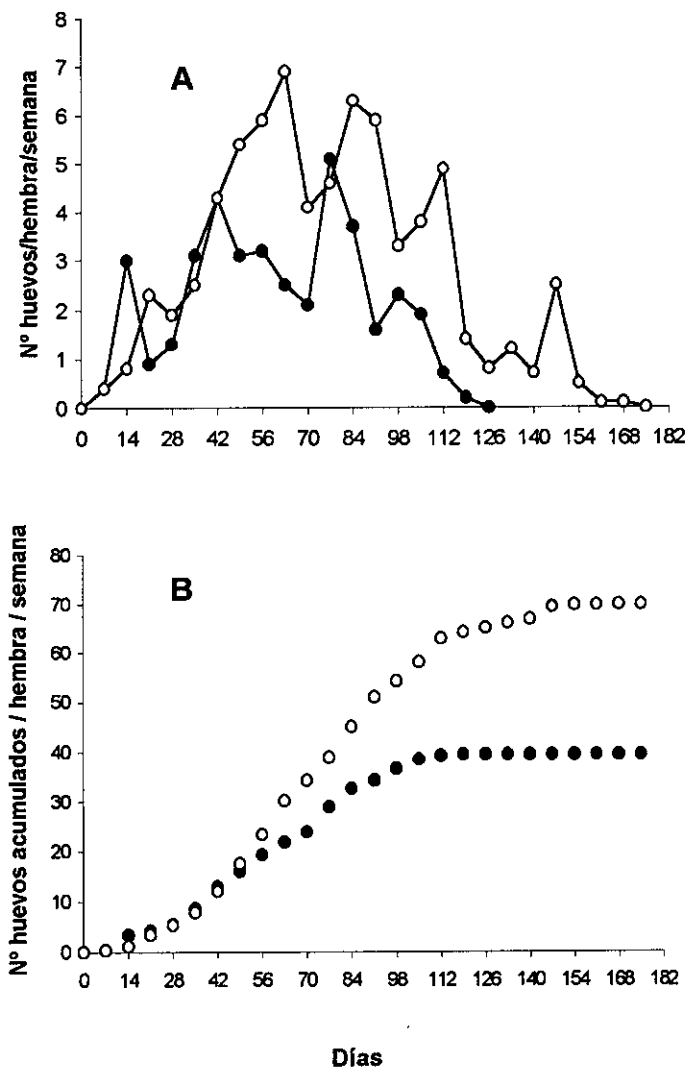 Nº huevos/hembra/semana
A
8
7
6
5
4
3
2
1
0
0 14 28 42 56 70 84 98 112 126 140 154 168 182
Nº huevos acumulados / hembra / semana
B
80
70
60
50
40
30
20
10
0
0 14 28 42 56 70 84 98 112 126 140 154 168 182
Días